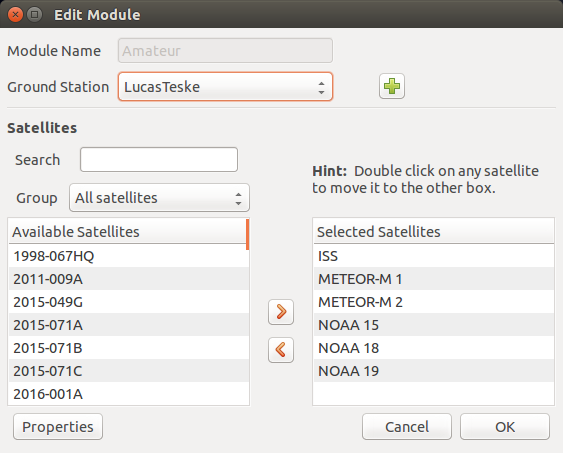 Edit Module
Module Name Amateur
Ground Station LucasTeske
Satellites
Search
Hint: Double click on any satellite
to move it to the other box.
Group All satellites
Available Satellites
1998-067HQ
2011-009A
2015-049G
2015-071A
2015-071B
2015-071C
2016-001A
Selected Satellites
ISS
METEOR-M 1
METEOR-M 2
NOAA 15
NOAA 18
NOAA 19
Properties Cancel OK